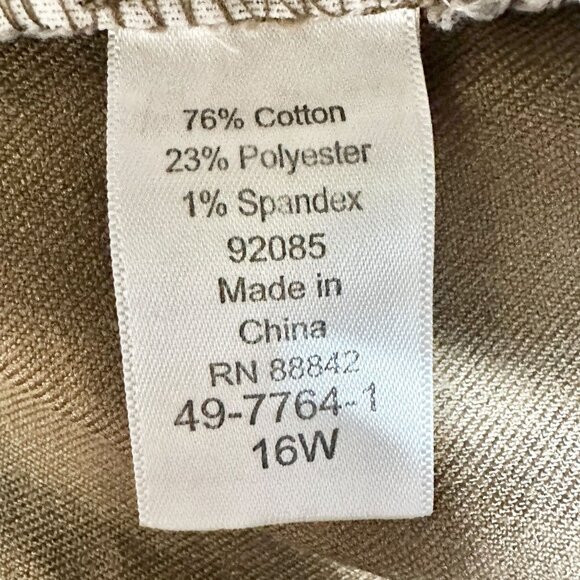 76% Cotton
23% Polyester
1% Spandex
92085
Made in
China
RN 88842
49-7764-1
16W